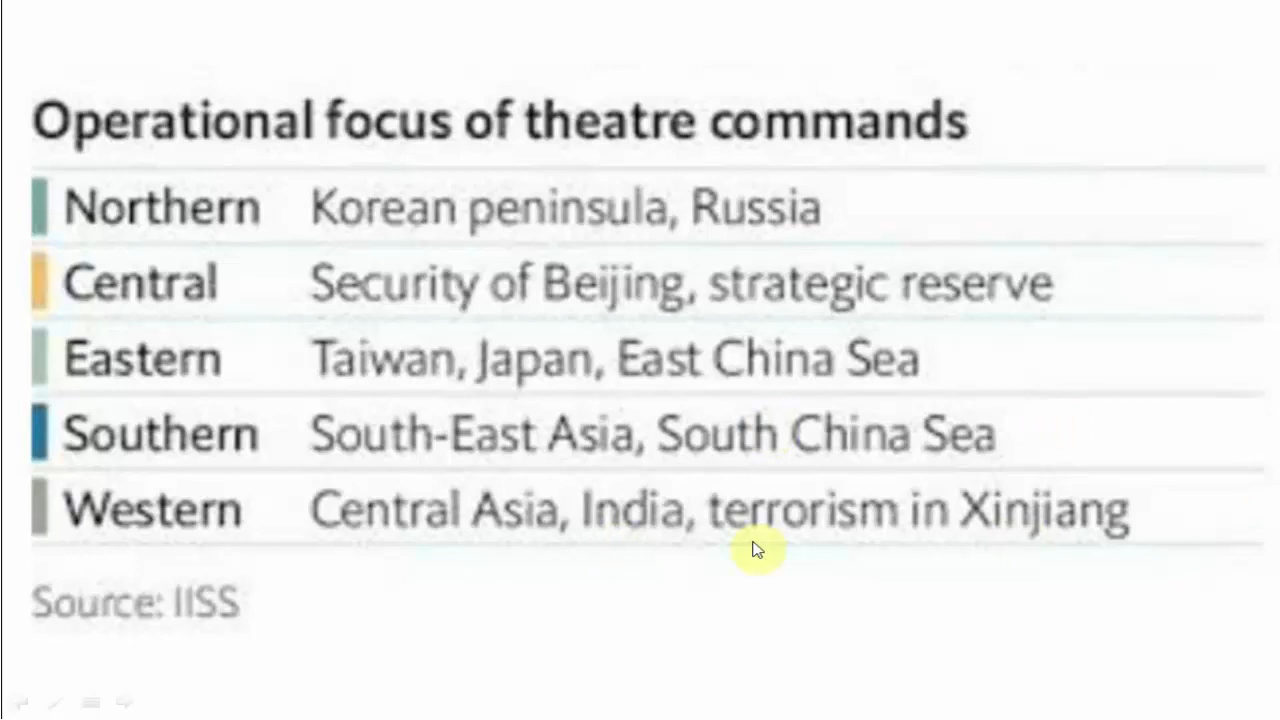 Operational focus of theatre commands
Northern Korean peninsula, Russia
Central Security of Beijing, strategic reserve
Eastern Taiwan, Japan, East China Sea
Southern South-East Asia, South China Sea
Western Central Asia, India, terrorism in Xinjiang
Source: IISS